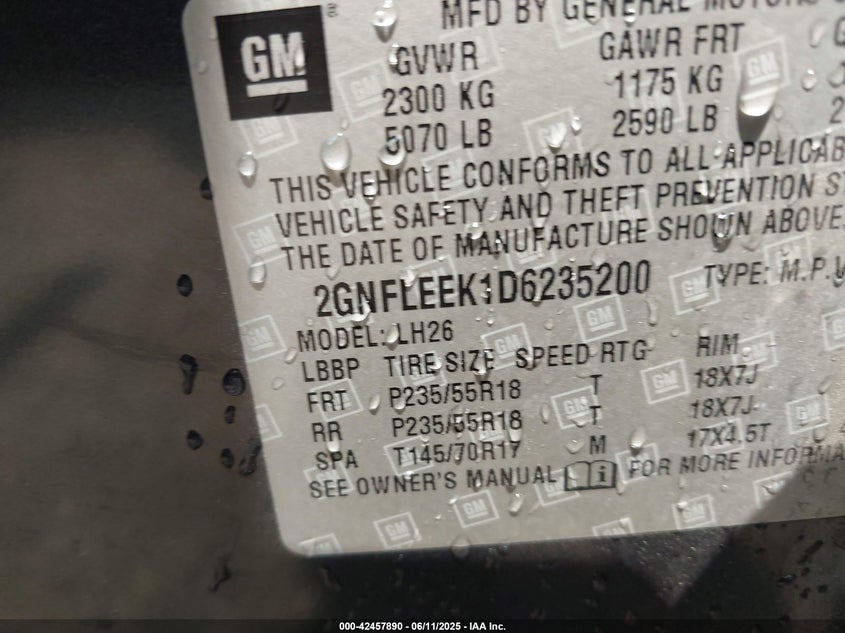 GM
MFD BY GENERAL MOTORS
GVWR GAWR FRT
2300 KG 1175 KG
5070 LB 2590 LB
THIS VEHICLE CONFORMS TO ALL APPLICAB
VEHICLE SAFETY AND THEFT PREVENTION ST
THE DATE OF MANUFACTURE SHOWN ABOVE.
2GNFLEEK1D6235200 TYPE: M.P.V
MODEL: LH26
LBBP TIRE SIZE SPEED RTG RIM
FRT P235/55R18 T 18X7J
RR P235/55R18 T 18X7J
SPA T145/70R17 M 17X4.5T
SEE OWNER'S MANUAL FOR MORE INFORMA
000-42457890 - 06/11/2025 - IAA Inc.